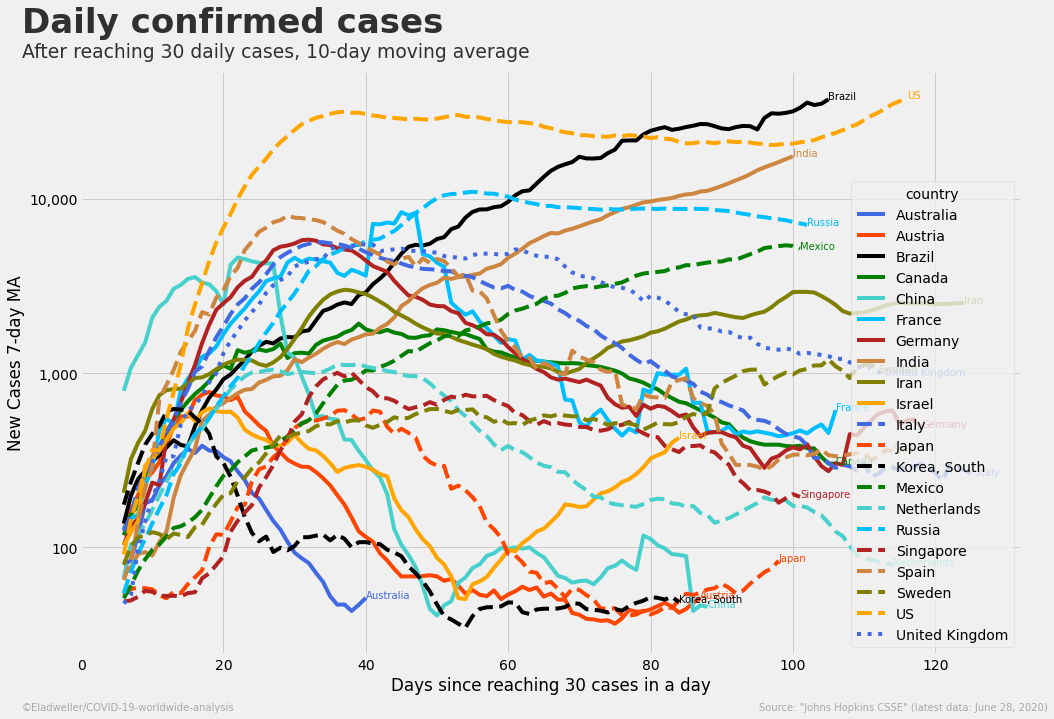 Daily confirmed cases
After reaching 30 daily cases, 10-day moving average
New Cases 7-day MA
10,000
1,000
100
0
20
40
60
80
100
120
Days since reaching 30 cases in a day
Brazil
US
India
Russia
Mexico
Iran
United Kingdom
France
Germany
Israel
Italy
Singapore
Japan
Australia
Korea, South
Austria
China
country
Australia
Austria
Brazil
Canada
China
France
Germany
India
Iran
Israel
Italy
Japan
Korea, South
Mexico
Netherlands
Russia
Singapore
Spain
Sweden
US
United Kingdom
©Eladweller/COVID-19-worldwide-analysis
Source: "Johns Hopkins CSSE" (latest data: June 28, 2020)